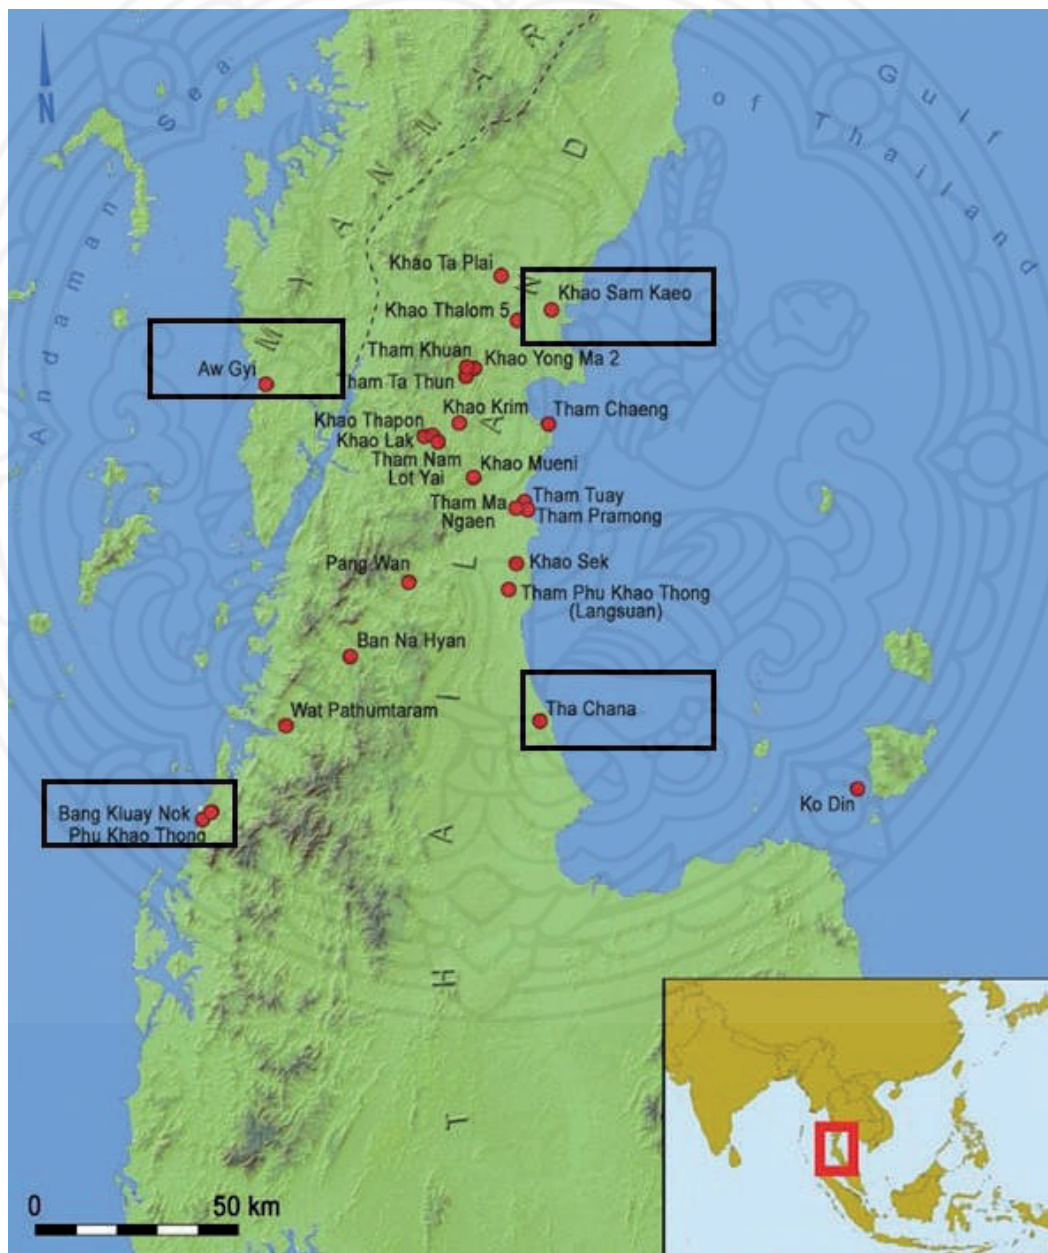 N
Andaman Sea
Gulf
of Thailand
MYANMAR
THAILAND
Khao Ta Plai
Khao Sam Kaeo
Khao Thalom 5
Tham Khuan
Khao Yong Ma 2
Aw Gyi
Tham Ta Thun
Khao Krim
Tham Chaeng
Khao Thapon
Khao Lak
Tham Nam
Lot Yai
Khao Mueni
Tham Tuay
Tham Ma
Ngaen
Tham Pramong
Pang Wan
Khao Sek
Tham Phu Khao Thong
(Langsuan)
Ban Na Hyan
Wat Pathumtaram
Tha Chana
Ko Din
Bang Kluay Nok
Phu Khao Thong
0 50 km